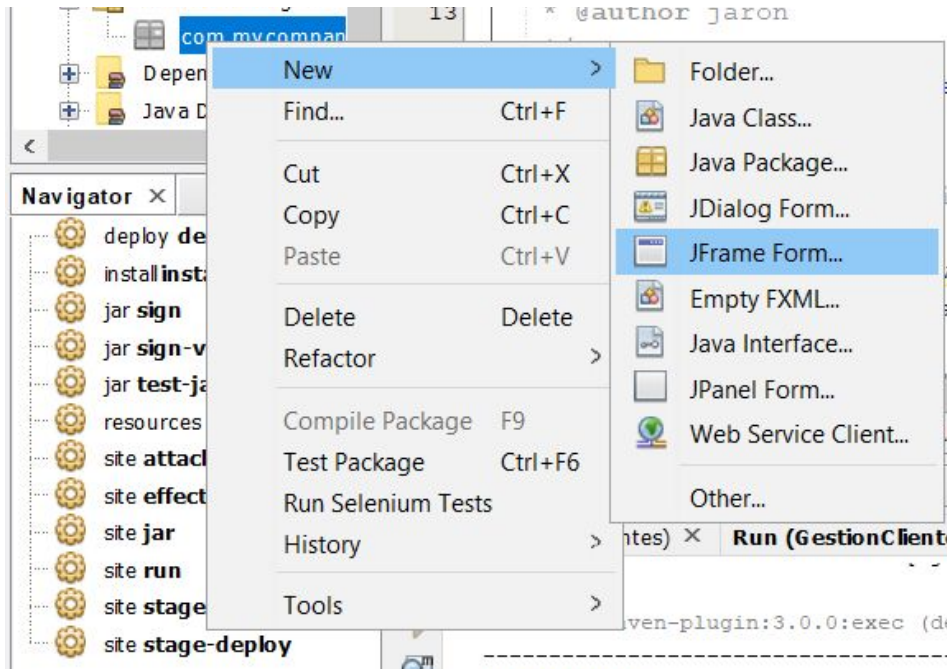 13
* @author jaron
com.mycompan
Depen
Java D
Navigator
deploy de
install insta
jar sign
jar sign-v
jar test-ja
resources
site attacl
site effect
site jar
site run
site stage
site stage-deploy
New
Find... Ctrl+F
Cut Ctrl+X
Copy Ctrl+C
Paste Ctrl+V
Delete Delete
Refactor
Compile Package F9
Test Package Ctrl+F6
Run Selenium Tests
History
Tools
Folder...
Java Class...
Java Package...
JDialog Form...
JFrame Form...
Empty FXML...
Java Interface...
JPanel Form...
Web Service Client...
Other...
ntes) Run (GestionCliente
ven-plugin:3.0.0:exec (de